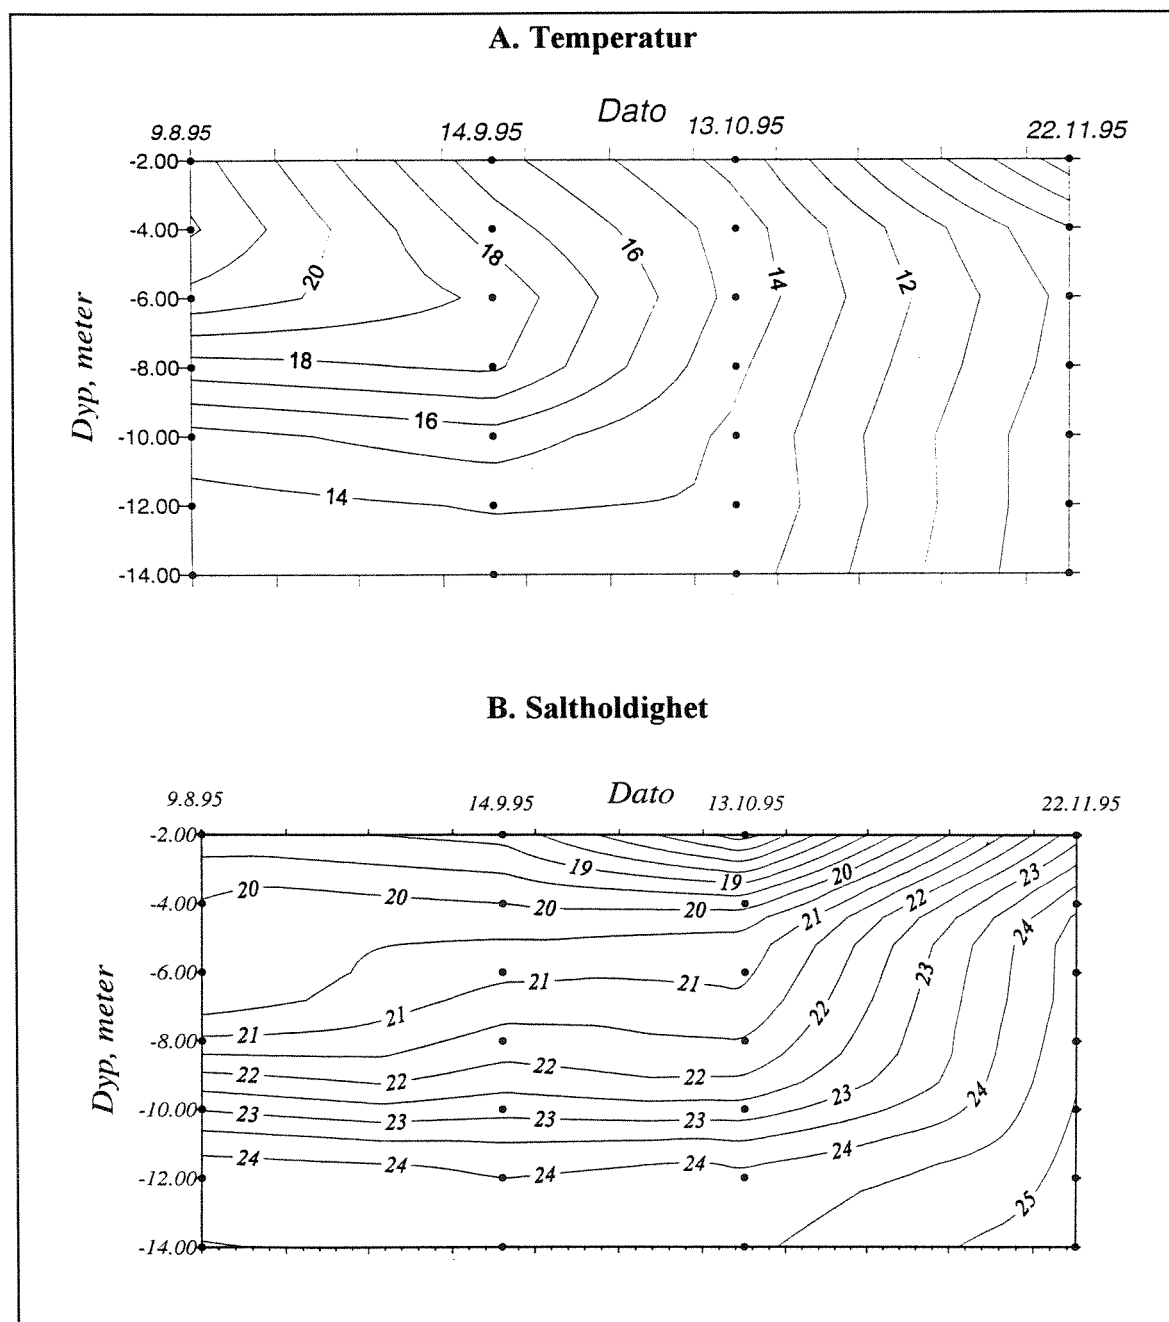 A. Temperatur
Dato
9.8.95 14.9.95 13.10.95 22.11.95
-2.00
-4.00
18 16
20 14 12
-6.00
Dyp, meter
18
-8.00
16
-10.00
14
-12.00
-14.00
B. Saltholdighet
Dato
9.8.95 14.9.95 13.10.95 22.11.95
-2.00
19 19 20 23
20 20 20 20 22
-4.00
21
24
-6.00
21 21 23
21 22
21
-8.00
Dyp, meter
22 22 22 22
23 24
-10.00
23 23 23 23
24 24 24 24 24
-12.00
25
-14.00